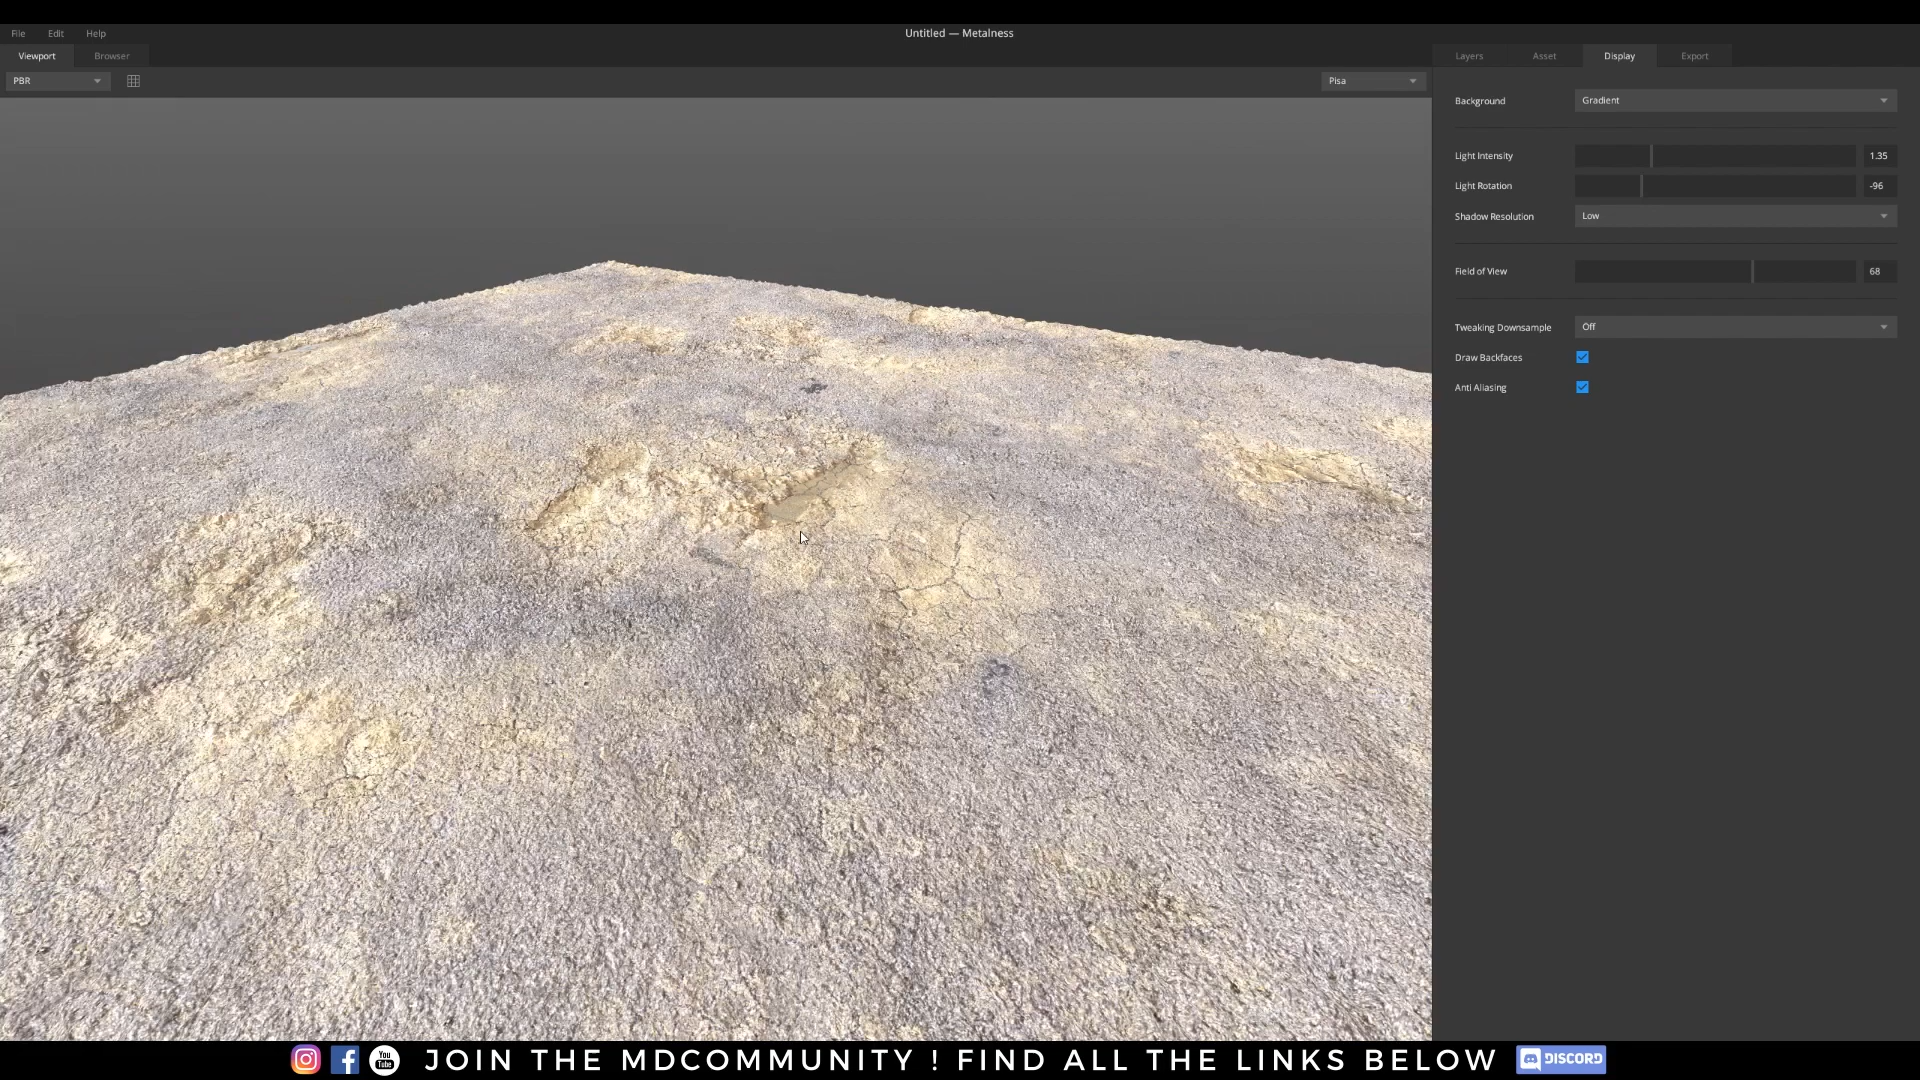 File Edit Help
Untitled — Metalness
Viewport Browser
Layers Asset Display Export
PBR
Pisa
Background Gradient
Light Intensity 1.35
Light Rotation -96
Shadow Resolution Low
Field of View 68
Tweaking Downsample Off
Draw Backfaces
Anti Aliasing
You Tube JOIN THE MDCOMMUNITY ! FIND ALL THE LINKS BELOW DISCORD